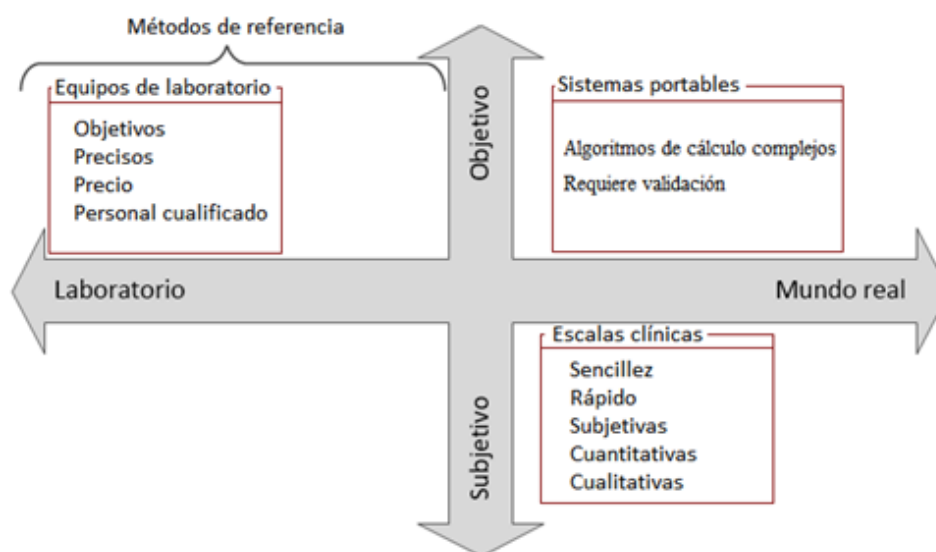 Métodos de referencia
Equipos de laboratorio
Objetivos
Precisos
Precio
Personal cualificado
Objetivo
Sistemas portables
Algoritmos de cálculo complejos
Requiere validación
Laboratorio
Mundo real
Subjetivo
Escalas clínicas
Sencillez
Rápido
Subjetivas
Cuantitativas
Cualitativas